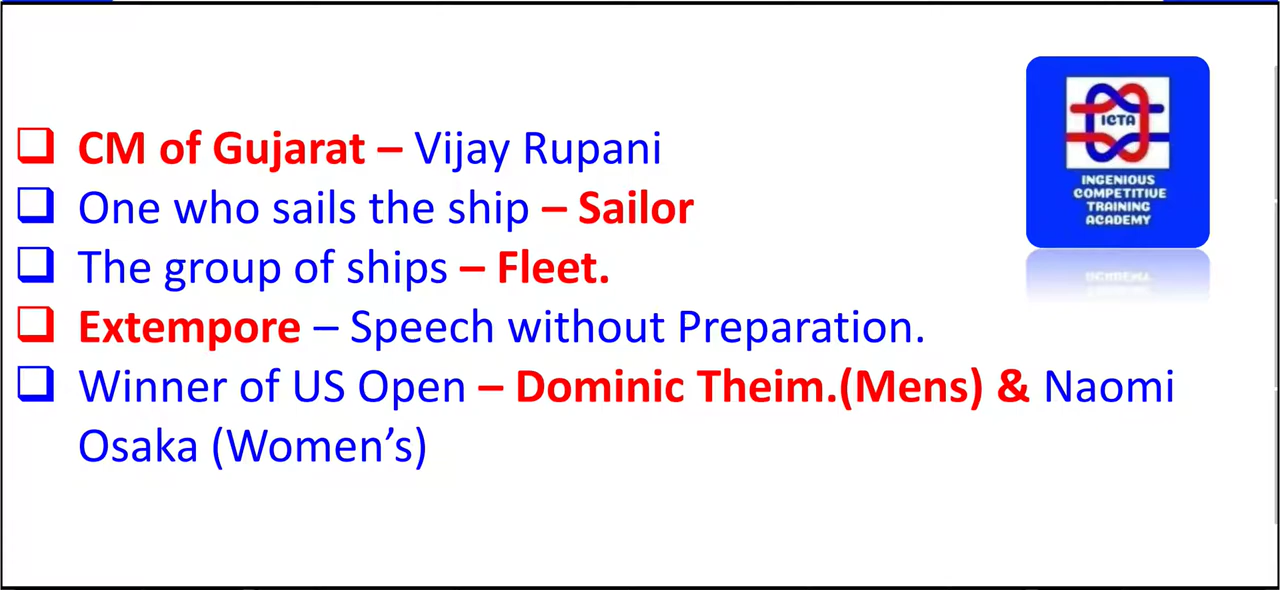 CM of Gujarat – Vijay Rupani
One who sails the ship – Sailor
The group of ships – Fleet.
Extempore – Speech without Preparation.
Winner of US Open – Dominic Theim.(Mens) & Naomi
Osaka (Women’s)
ICTA
INGENIOUS
COMPETITIVE
TRAINING
ACADEMY